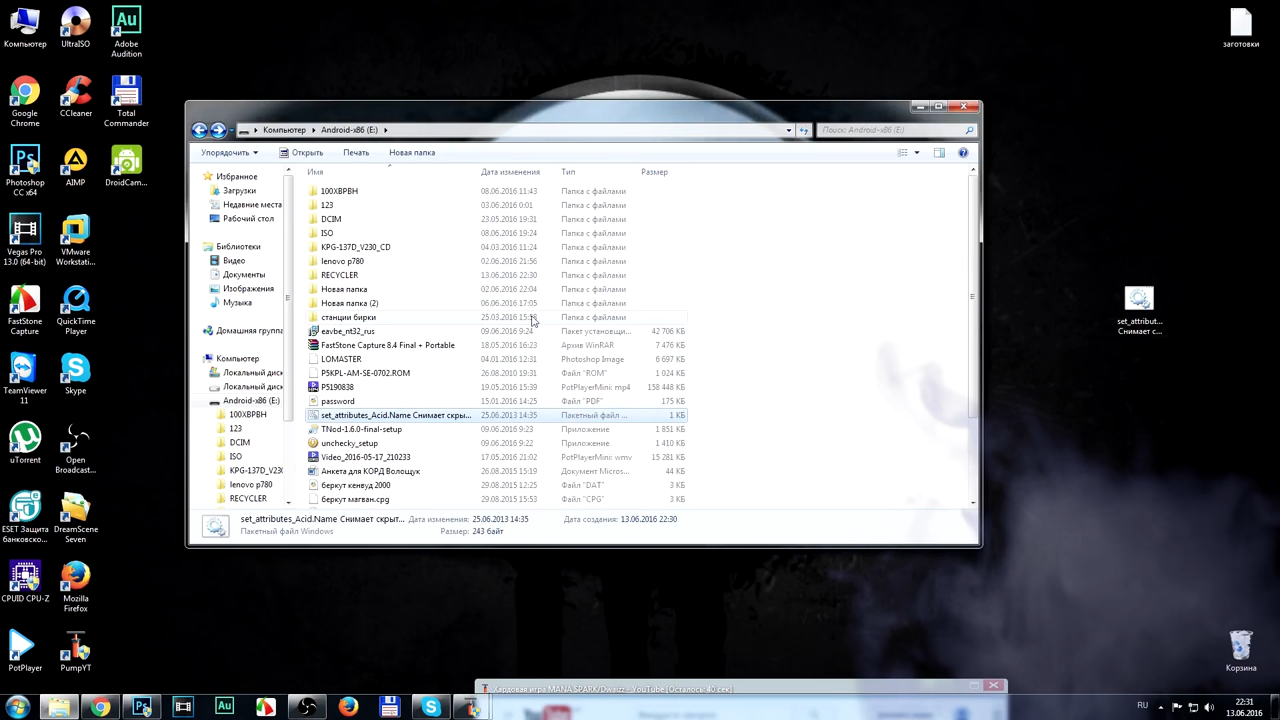 Компьютер
UltraISO
Adobe
Audition
Google
Chrome
CCleaner
Total
Commander
Photoshop
CC x64
AIMP
DroidCam...
Vegas Pro
13.0 (64-bit)
VMware
Workstati...
FastStone
Capture
QuickTime
Player
TeamViewer
11
Skype
uTorrent
Open
Broadcast...
ESET Защита
банковско...
DreamScene
Seven
CPUID CPU-Z
Mozilla
Firefox
PotPlayer
PumpYT
заготовки
set_attribut...
Снимает с...
Корзина
Компьютер
Android-x86 (E:)
Поиск: Android-x86 (E:)
Упорядочить
Открыть
Печать
Новая папка
Избранное
Загрузки
Недавние места
Рабочий стол
Библиотеки
Видео
Документы
Изображения
Музыка
Домашняя группа
Компьютер
Локальный диск
Локальный диск
Android-x86 (E:)
100XBPBH
123
DCIM
ISO
KPG-137D_V230
lenovo p780
RECYCLER
Имя Дата изменения Тип Размер
100XBPBH 08.06.2016 11:43 Папка с файлами
123 03.06.2016 0:01 Папка с файлами
DCIM 23.05.2016 19:31 Папка с файлами
ISO 08.06.2016 19:24 Папка с файлами
KPG-137D_V230_CD 04.03.2016 11:24 Папка с файлами
lenovo p780 02.06.2016 21:56 Папка с файлами
RECYCLER 13.06.2016 22:30 Папка с файлами
Новая папка 02.06.2016 22:04 Папка с файлами
Новая папка (2) 06.06.2016 17:05 Папка с файлами
станции бирки 25.03.2016 Папка с файлами
eavbe_nt32_rus 09.06.2016 9:24 Пакет установщи... 42 706 КБ
FastStone Capture 8.4 Final + Portable 18.05.2016 16:23 Архив WinRAR 7 476 КБ
LOMASTER 04.01.2016 12:31 Photoshop Image 6 697 КБ
P5KPL-AM-SE-0702.ROM 26.08.2010 19:31 Файл "ROM" 1 024 КБ
P5190838 19.05.2016 15:39 PotPlayerMini: mp4 158 448 КБ
password 15.01.2016 14:25 Файл "PDF" 175 КБ
set_attributes_Acid.Name Снимает скры... 25.06.2013 14:35 Пакетный файл ... 1 КБ
TNod-1.6.0-final-setup 09.06.2016 9:23 Приложение 1 851 КБ
unchecky_setup 09.06.2016 9:22 Приложение 1 410 КБ
Video_2016-05-17_210233 17.05.2016 21:02 PotPlayerMini: wmv 15 281 КБ
Анкета для КОРД Волощук 26.08.2015 15:19 Документ Micros... 44 КБ
беркут кенвуд 2000 29.08.2015 12:25 Файл "DAT" 3 КБ
беркут магван.cpg 29.08.2015 15:53 Файл "CPG" 3 КБ
set_attributes_Acid.Name Снимает скрыт... Дата изменения: 25.06.2013 14:35 Дата создания: 13.06.2016 22:30
Пакетный файл Windows Размер: 243 байт
Хардовая игра MANA SPARK/Dwaizz - YouTube [Осталось: 40 сек]
RU
22:31
13.06.2016